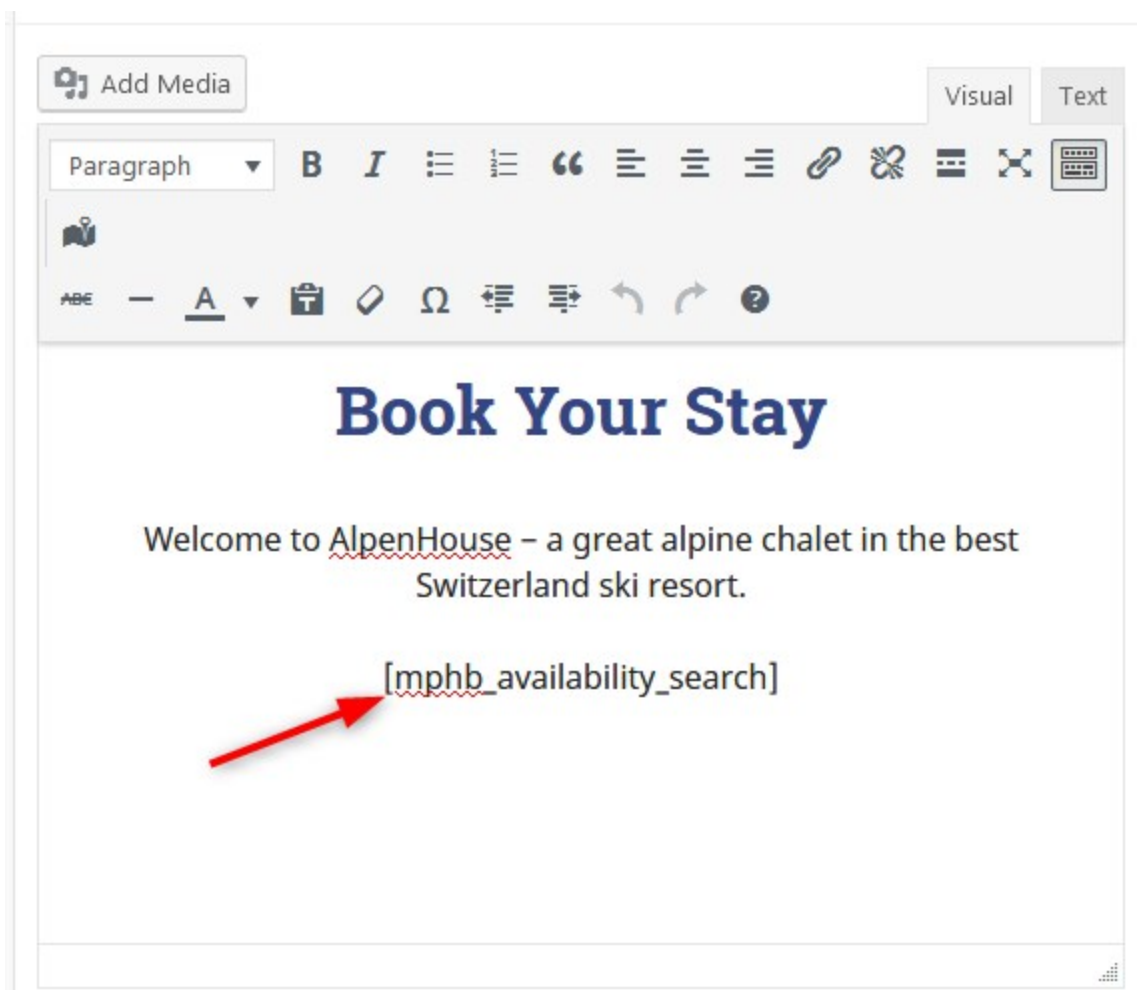 Add Media
Visual Text
Paragraph
ABE
Book Your Stay
Welcome to AlpenHouse – a great alpine chalet in the best
Switzerland ski resort.
[mphb_availability_search]